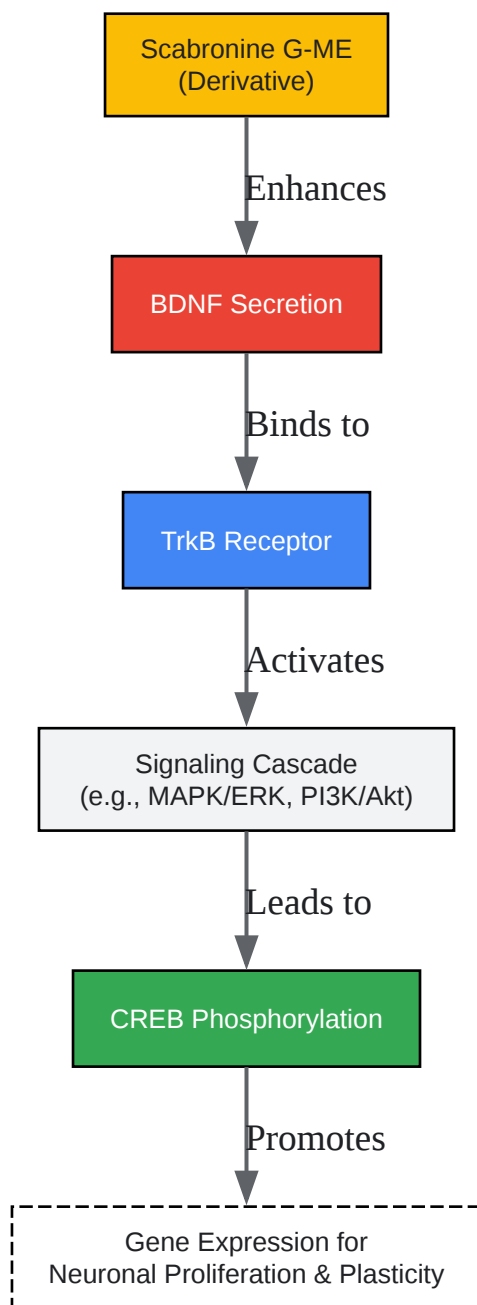 Scabronine G-ME
(Derivative)
Enhances
BDNF Secretion
Binds to
TrkB Receptor
Activates
Signaling Cascade
(e.g., MAPK/ERK, PI3K/Akt)
Leads to
CREB Phosphorylation
Promotes
Gene Expression for
Neuronal Proliferation & Plasticity